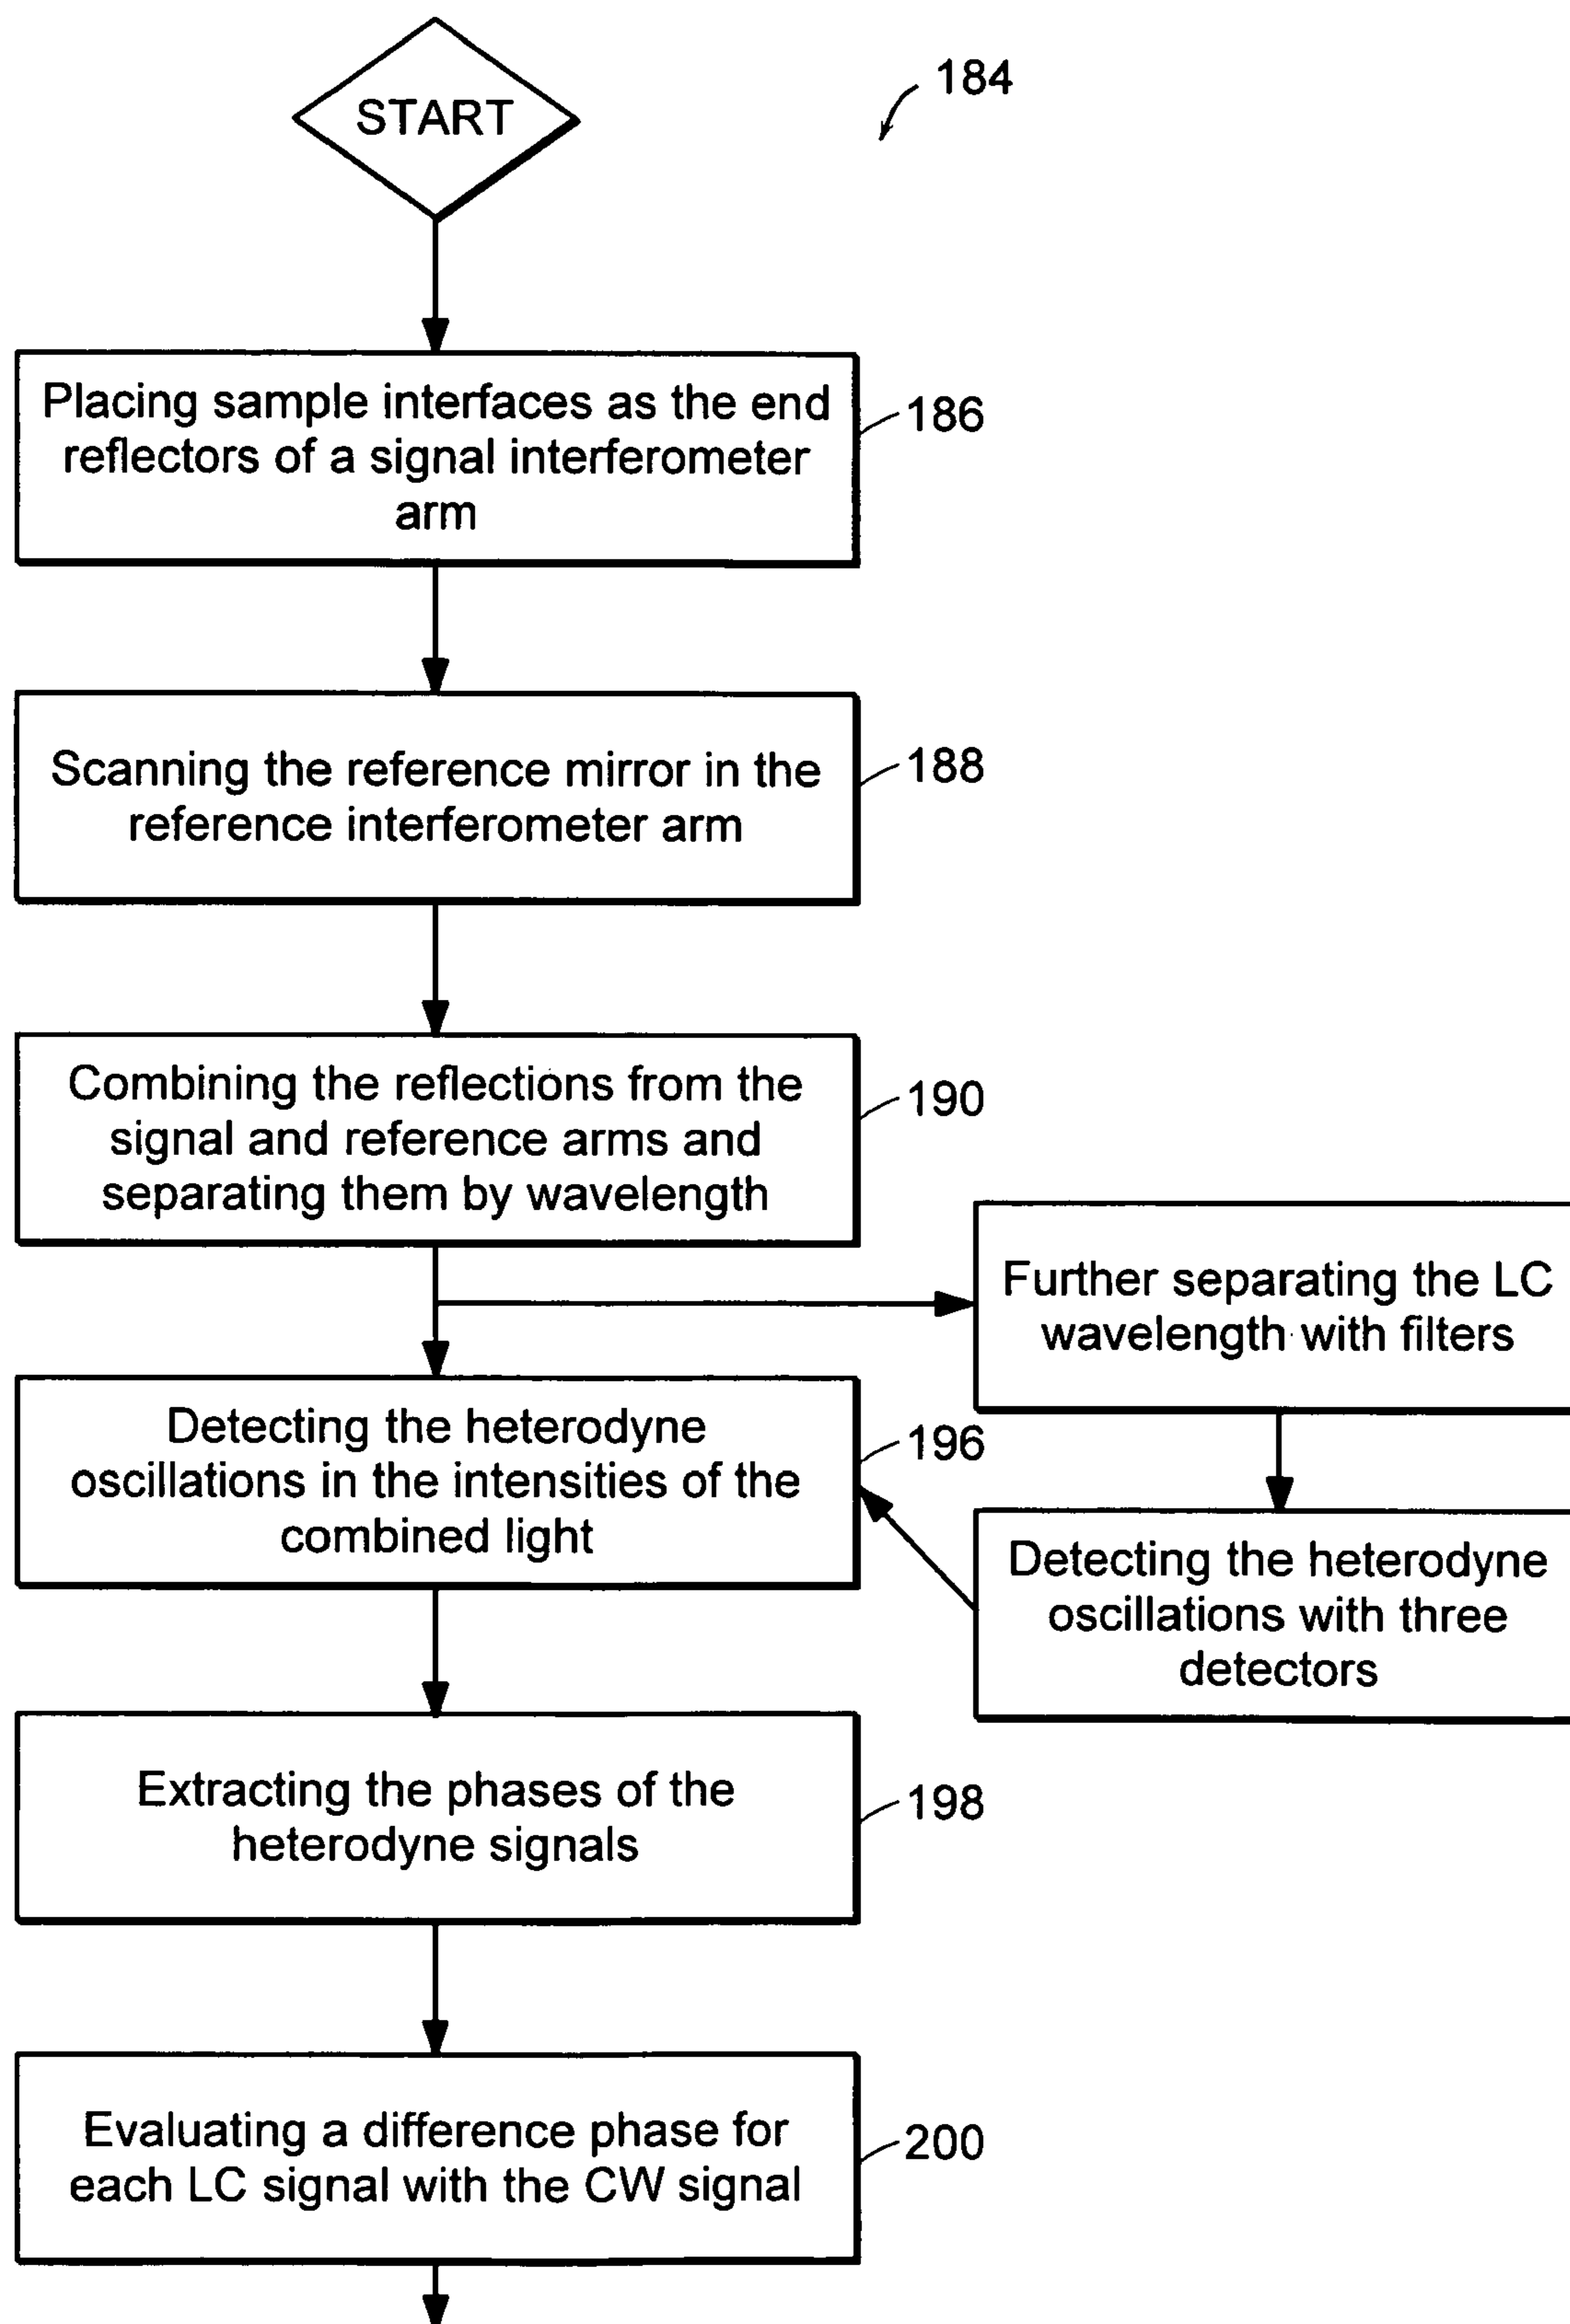 START
184
Placing sample interfaces as the end
reflectors of a signal interferometer
arm
186
Scanning the reference mirror in the
reference interferometer arm
188
Combining the reflections from the
signal and reference arms and
separating them by wavelength
190
Further separating the LC
wavelength with filters
Detecting the heterodyne
oscillations in the intensities of the
combined light
196
Detecting the heterodyne
oscillations with three
detectors
Extracting the phases of the
heterodyne signals
198
Evaluating a difference phase for
each LC signal with the CW signal
200